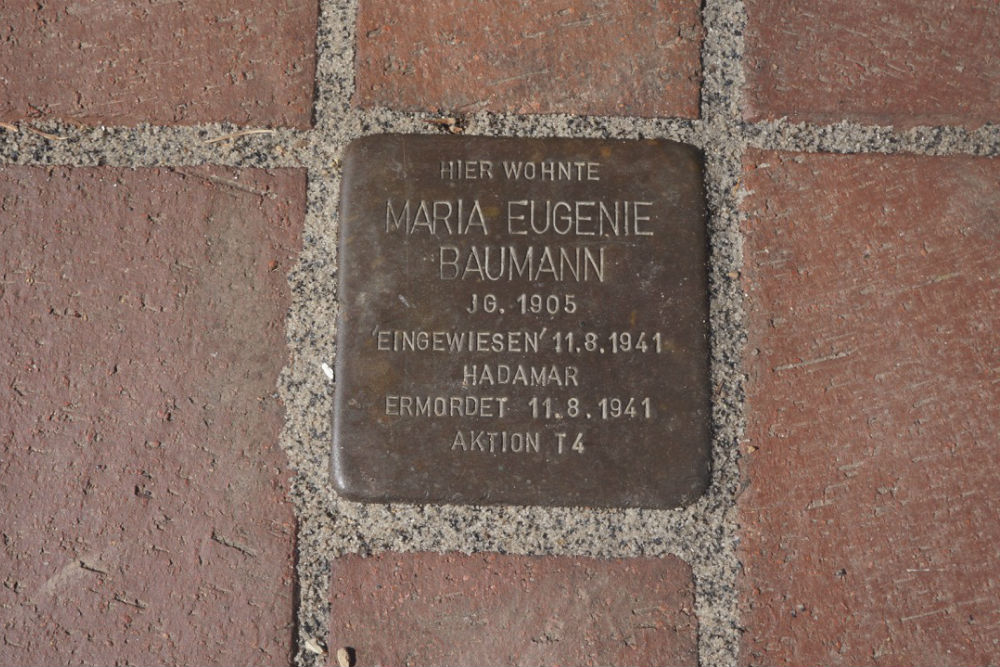 HIER WOHNTE
MARIA EUGENIE
BAUMANN
JG. 1905
'EINGEWIESEN' 11.8.1941
HADAMAR
ERMORDET 11.8.1941
AKTION T4